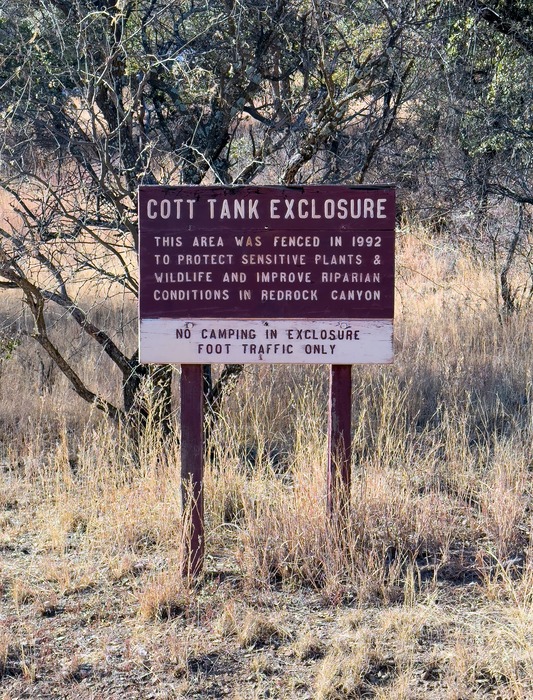 COTT TANK EXCLOSURE
THIS AREA WAS FENCED IN 1992
TO PROTECT SENSITIVE PLANTS &
WILDLIFE AND IMPROVE RIPARIAN
CONDITIONS IN REDROCK CANYON
NO CAMPING IN EXCLOSURE
FOOT TRAFFIC ONLY